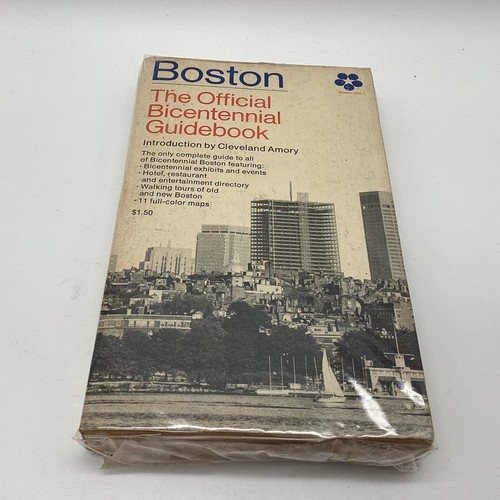 Boston
The Official
Bicentennial
Guidebook
Introduction by Cleveland Amory
The only complete guide to all
of Bicentennial Boston featuring:
· Bicentennial exhibits and events
· Hotel, restaurant
and entertainment directory
· Walking tours of old
and new Boston
· 11 full-color maps
$1.50